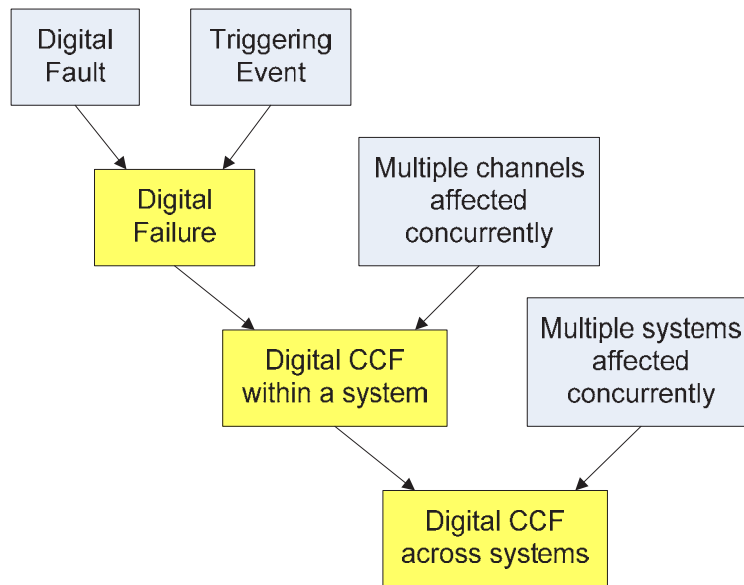 Digital
Fault
Triggering
Event
Digital
Failure
Multiple channels
affected
concurrently
Digital CCF
within a system
Multiple systems
affected
concurrently
Digital CCF
across systems